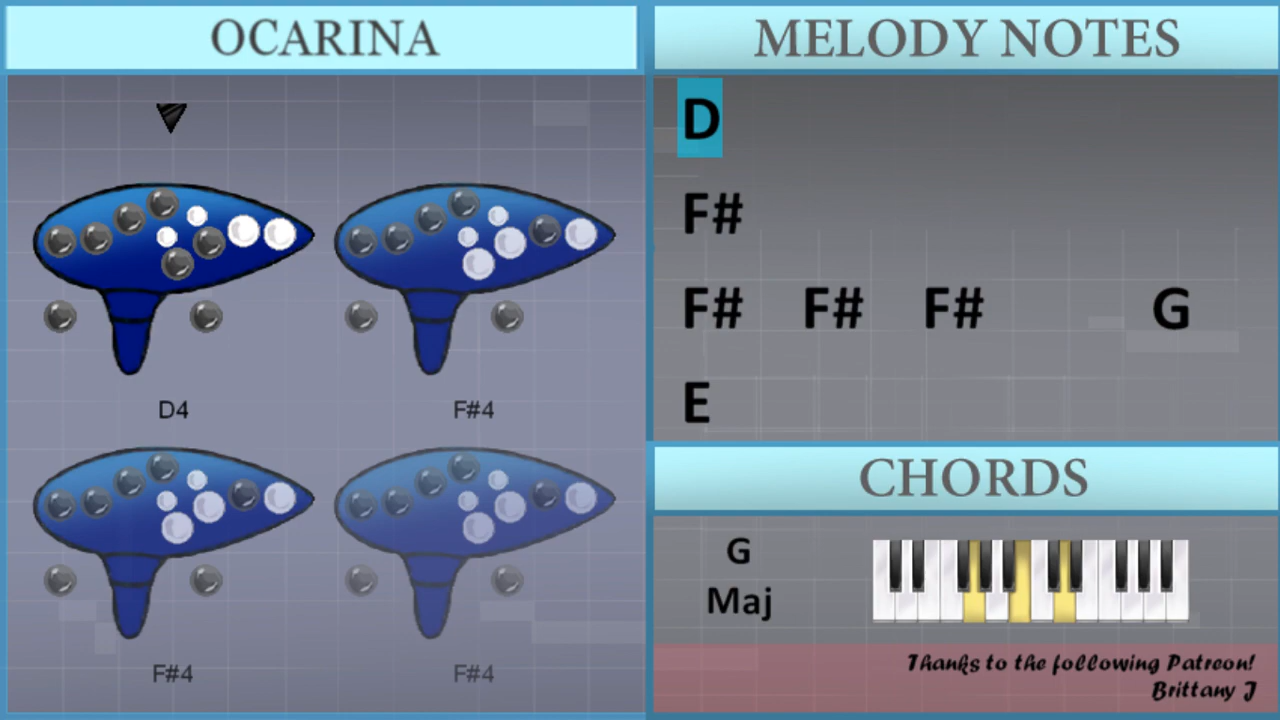 OCARINA
D4 F#4
F#4 F#4
MELODY NOTES
D
F#
F# F# F# G
E
CHORDS
G
Maj
Thanks to the following Patreon!
Brittany J